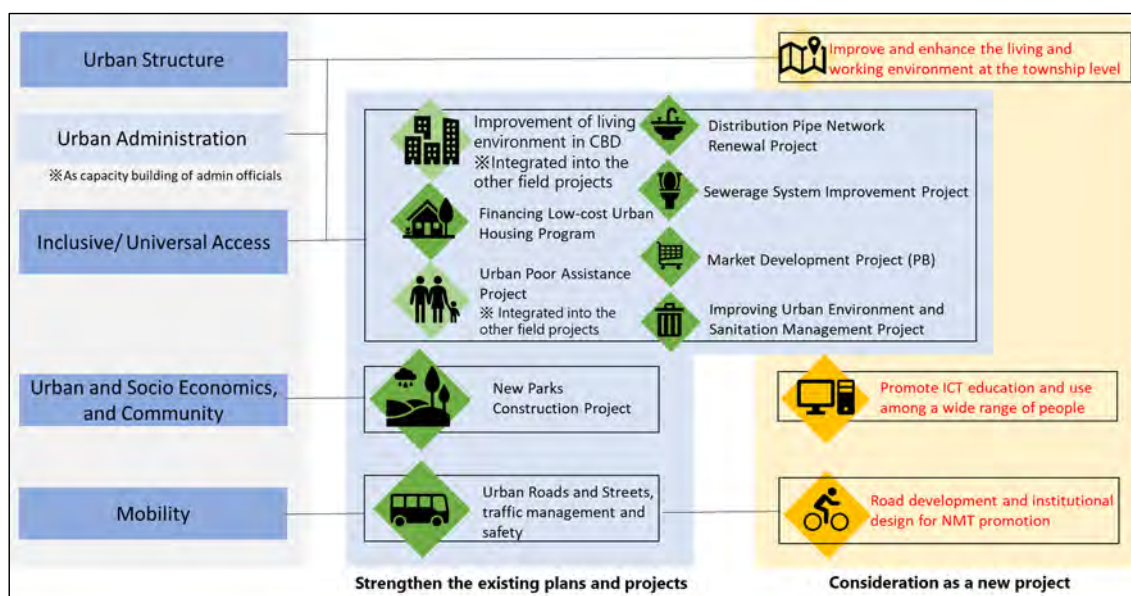 Urban Structure
Urban Administration
※As capacity building of admin officials
Inclusive/ Universal Access
Urban and Socio Economics,
and Community
Mobility
Improvement of living
environment in CBD
※Integrated into the
other field projects
Financing Low-cost Urban
Housing Program
Urban Poor Assistance
Project
※ Integrated into the
other field projects
Distribution Pipe Network
Renewal Project
Sewerage System Improvement Project
Market Development Project (PB)
Improving Urban Environment and
Sanitation Management Project
New Parks
Construction Project
Urban Roads and Streets,
traffic management and
safety
Strengthen the existing plans and projects
Improve and enhance the living and
working environment at the township level
Promote ICT education and use
among a wide range of people
Road development and institutional
design for NMT promotion
Consideration as a new project